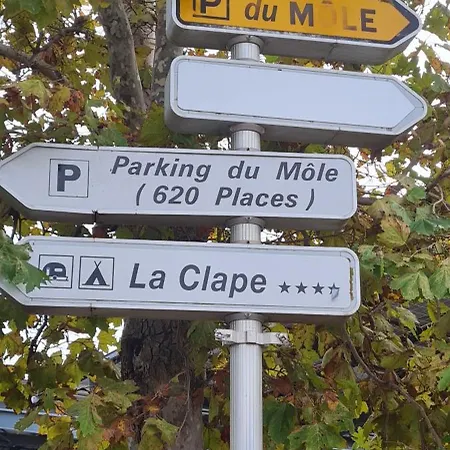 P du MÔLE
P Parking du Môle
( 620 Places )
La Clape ★★★★